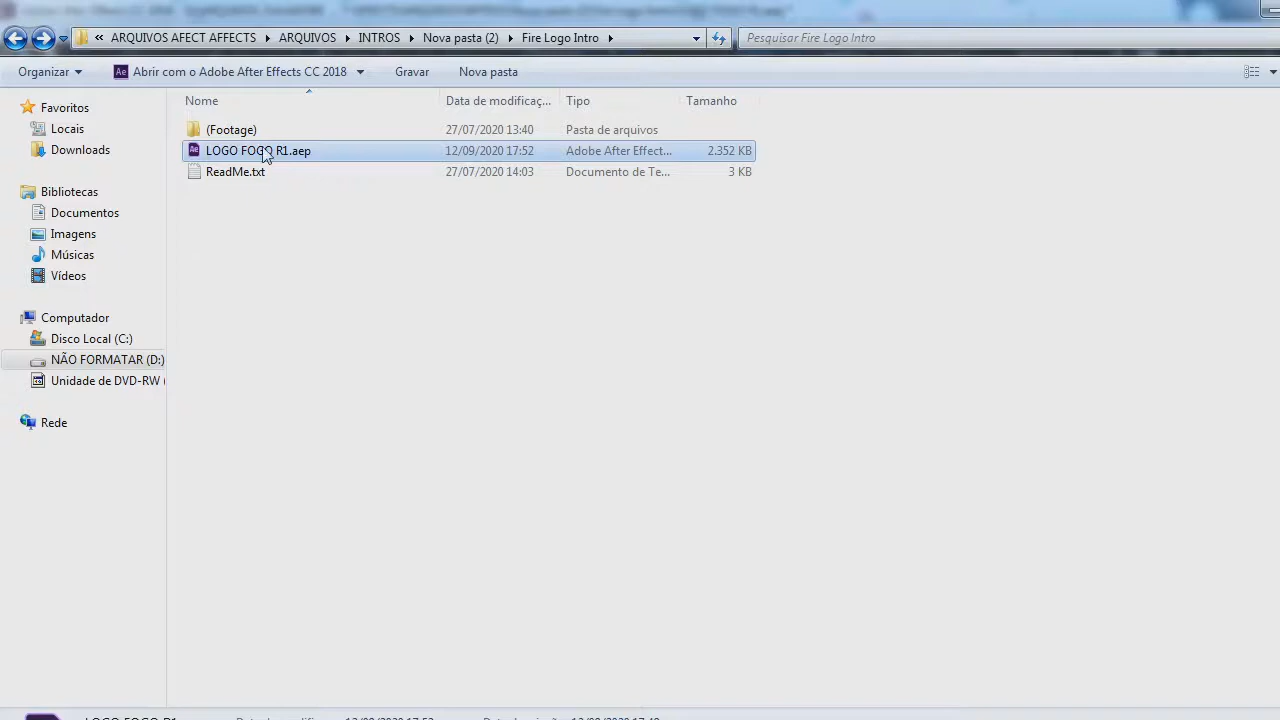 « ARQUIVOS AFECT AFFECTS ARQUIVOS INTROS Nova pasta (2) Fire Logo Intro Pesquisar Fire Logo Intro
Organizar Abrir com o Adobe After Effects CC 2018 Gravar Nova pasta
Nome Data de modificaç... Tipo Tamanho
Favoritos
Locais
Downloads
Bibliotecas
Documentos
Imagens
Músicas
Vídeos
Computador
Disco Local (C:)
NÃO FORMATAR (D:)
Unidade de DVD-RW (
Rede
(Footage) 27/07/2020 13:40 Pasta de arquivos
Ae LOGO FOGO R1.aep 12/09/2020 17:52 Adobe After Effect... 2.352 KB
ReadMe.txt 27/07/2020 14:03 Documento de Te... 3 KB